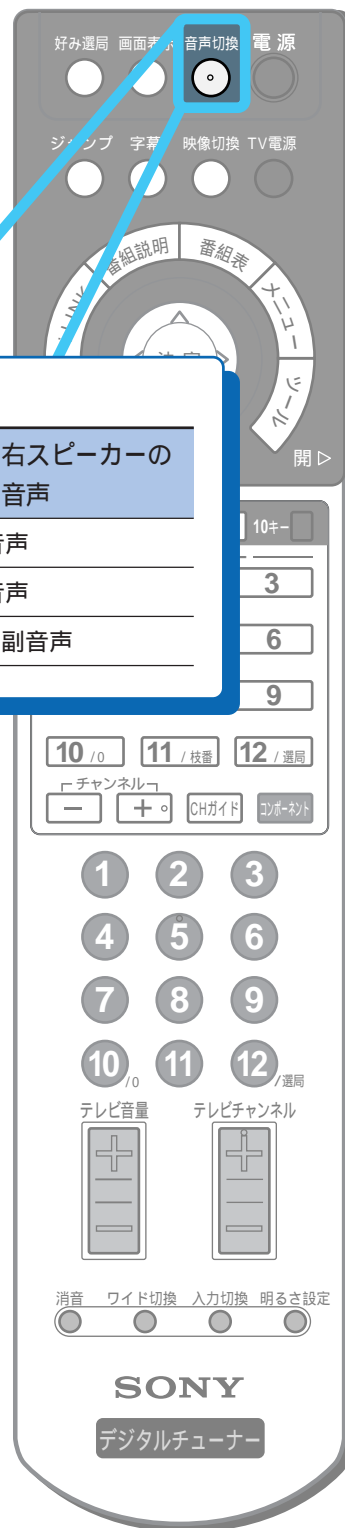 好み選局 画面表示 音声切換 電源
ジャンプ 字幕 映像切換 TV電源
番組説明 番組表 メニュー ツール
決定
開
右スピーカーの
音声
音声
音声
副音声
10キー
3
6
9
10 /0 11 / 枝番 12 / 選局
チャンネル
− + CHガイド コンポーネント
1 2 3
4 5 6
7 8 9
10 /0 11 12 /選局
テレビ音量 テレビチャンネル
+ +
− −
消音 ワイド切換 入力切換 明るさ設定
SONY
デジタルチューナー